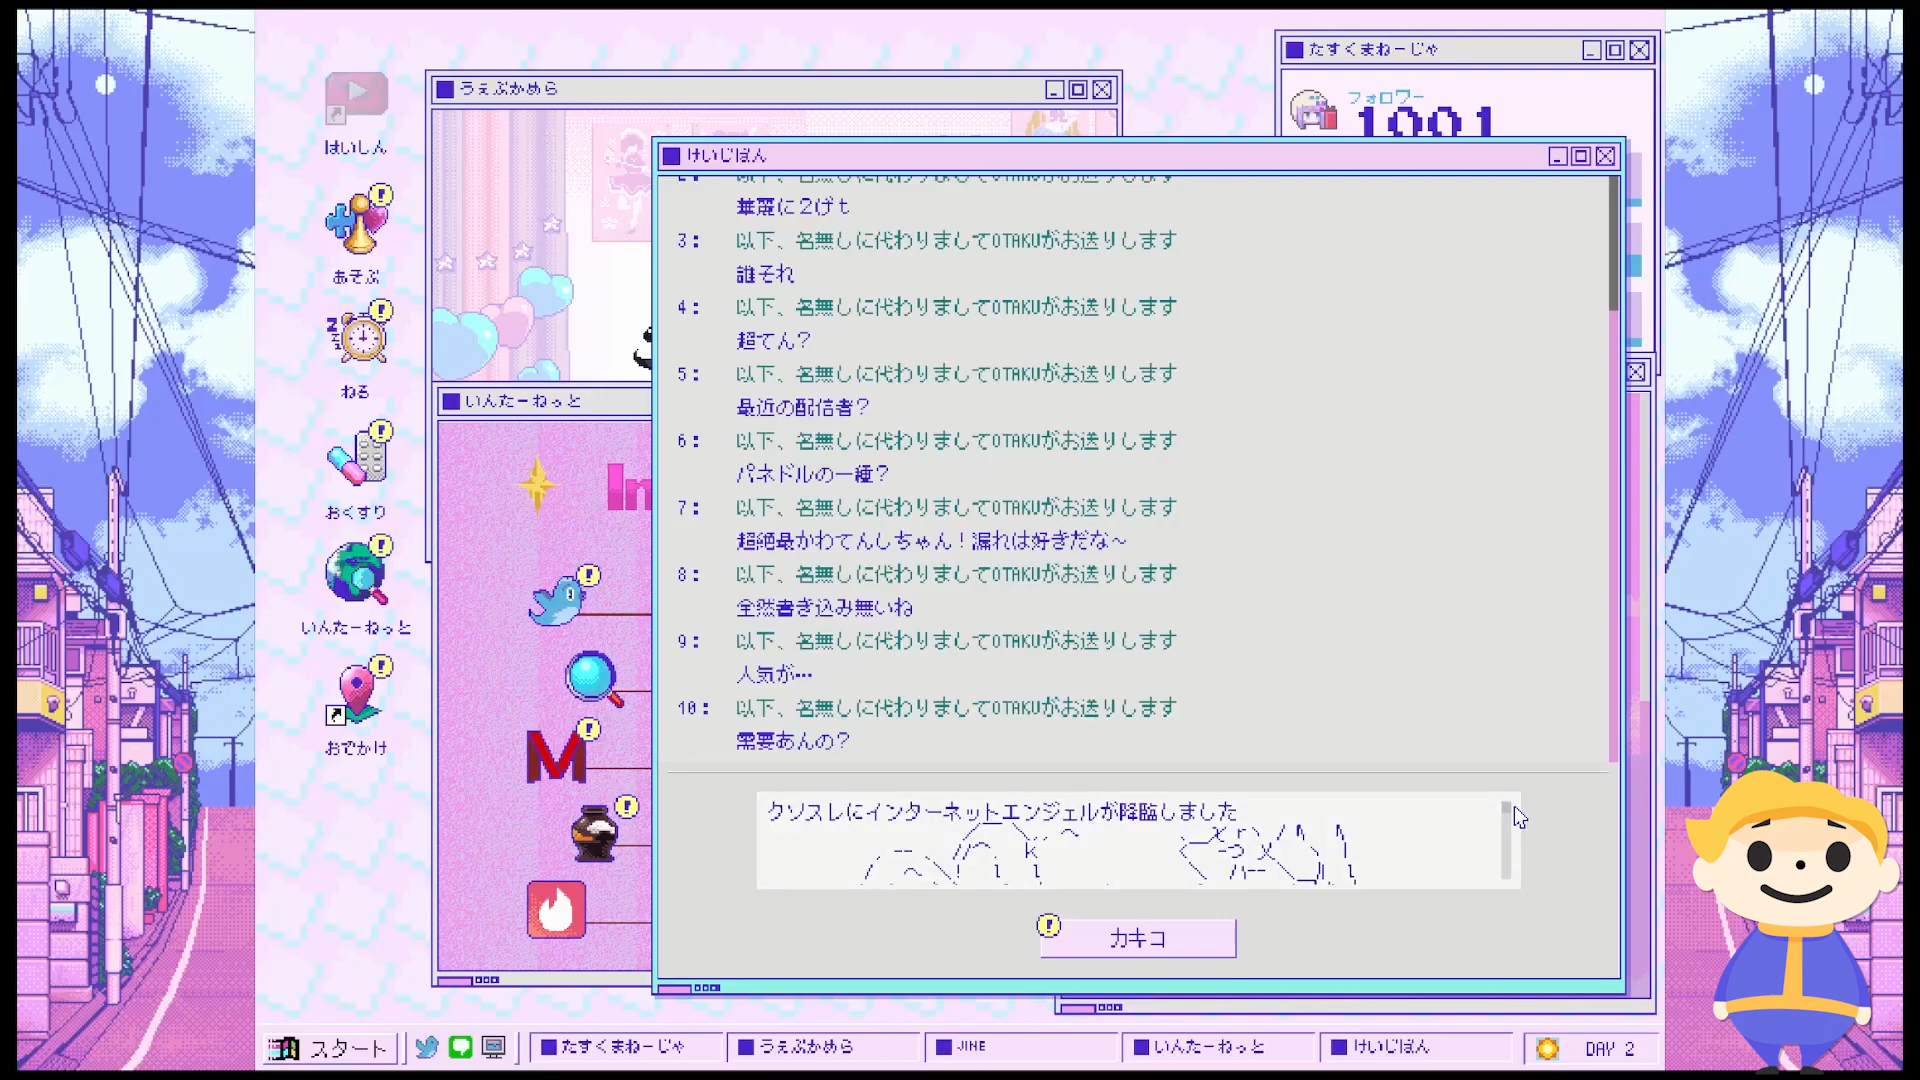 たすくまねーじゃ
フォロワー
1001
はいしん
うぇぶかめら
けいじばん
華麗に2げt
3: 以下、名無しに代わりましてOTAKUがお送りします
誰それ
4: 以下、名無しに代わりましてOTAKUがお送りします
超てん?
5: 以下、名無しに代わりましてOTAKUがお送りします
最近の配信者?
6: 以下、名無しに代わりましてOTAKUがお送りします
パネドルの一種?
7: 以下、名無しに代わりましてOTAKUがお送りします
超絶最かわてんしちゃん!漏れは好きだな～
8: 以下、名無しに代わりましてOTAKUがお送りします
全然書き込み無いね
9: 以下、名無しに代わりましてOTAKUがお送りします
人気が…
10: 以下、名無しに代わりましてOTAKUがお送りします
需要あんの?
クソスレにインターネットエンジェルが降臨しました
カキコ
あそぶ
ねる
おくすり
いんたーねっと
おでかけ
いんたーねっと
In
M
スタート
たすくまねーじゃ
うぇぶかめら
JINE
いんたーねっと
けいじばん
DAY 2